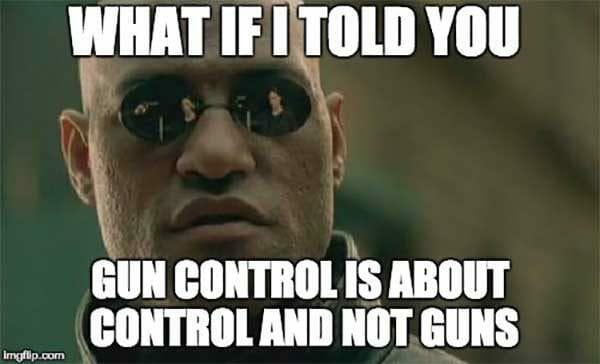 WHAT IF I TOLD YOU
GUN CONTROL IS ABOUT
CONTROL AND NOT GUNS
imgflip.com